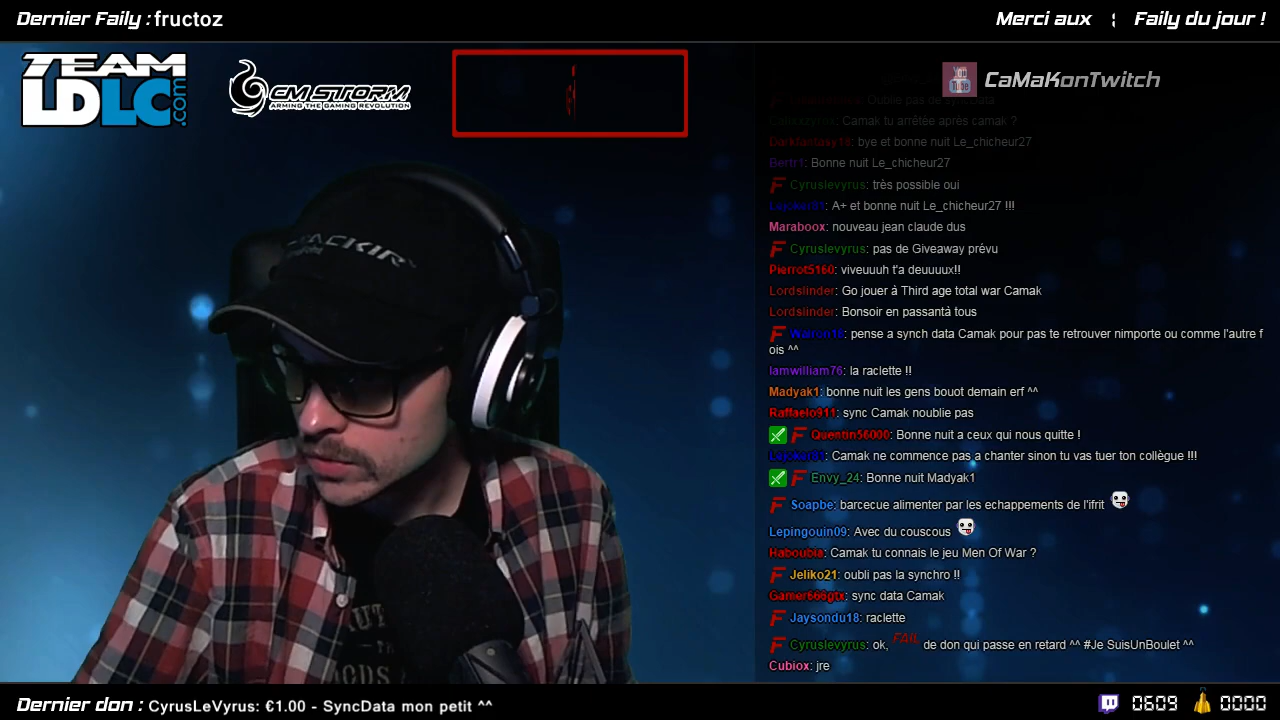 Dernier Faily : fructoz
Merci aux
Faily du jour !
TEAM
LDLC.com
CM STORM
ARMING THE GAMING REVOLUTION
You
Tube
CaMaKonTwitch
Oublie pas de syncData
Camak tu arrêtée après camak ?
Darkfantasy18: bye et bonne nuit Le_chicheur27
Bertr1: Bonne nuit Le_chicheur27
Cyruslevyrus: très possible oui
Lejoker81: A+ et bonne nuit Le_chicheur27 !!!
Maraboox: nouveau jean claude dus
Cyruslevyrus: pas de Giveaway prévu
Pierrot5160: viveuuuh t'a deuuuux!!
Lordslinder: Go jouer à Third age total war Camak
Lordslinder: Bonsoir en passantà tous
pense a synch data Camak pour pas te retrouver nimporte ou comme l'autre f
ois ^^
Iamwilliam76: la raclette !!
Madyak1: bonne nuit les gens bouot demain erf ^^
Raffaelo911: sync Camak noublie pas
Quentin56000: Bonne nuit a ceux qui nous quitte !
Lejoker81: Camak ne commence pas a chanter sinon tu vas tuer ton collègue !!!
Envy_24: Bonne nuit Madyak1
Soapbe: barcecue alimenter par les echappements de l'ifrit
Lepingouin09: Avec du couscous
Haboubia: Camak tu connais le jeu Men Of War ?
Jeliko21: oubli pas la synchro !!
Gamer666gtx: sync data Camak
Jaysondu18: raclette
Cyruslevyrus: ok, FAIL de don qui passe en retard ^^ #Je SuisUnBoulet ^^
Cubiox: jre
Dernier don : CyrusLeVyrus: €1.00 - SyncData mon petit ^^
0609
0000